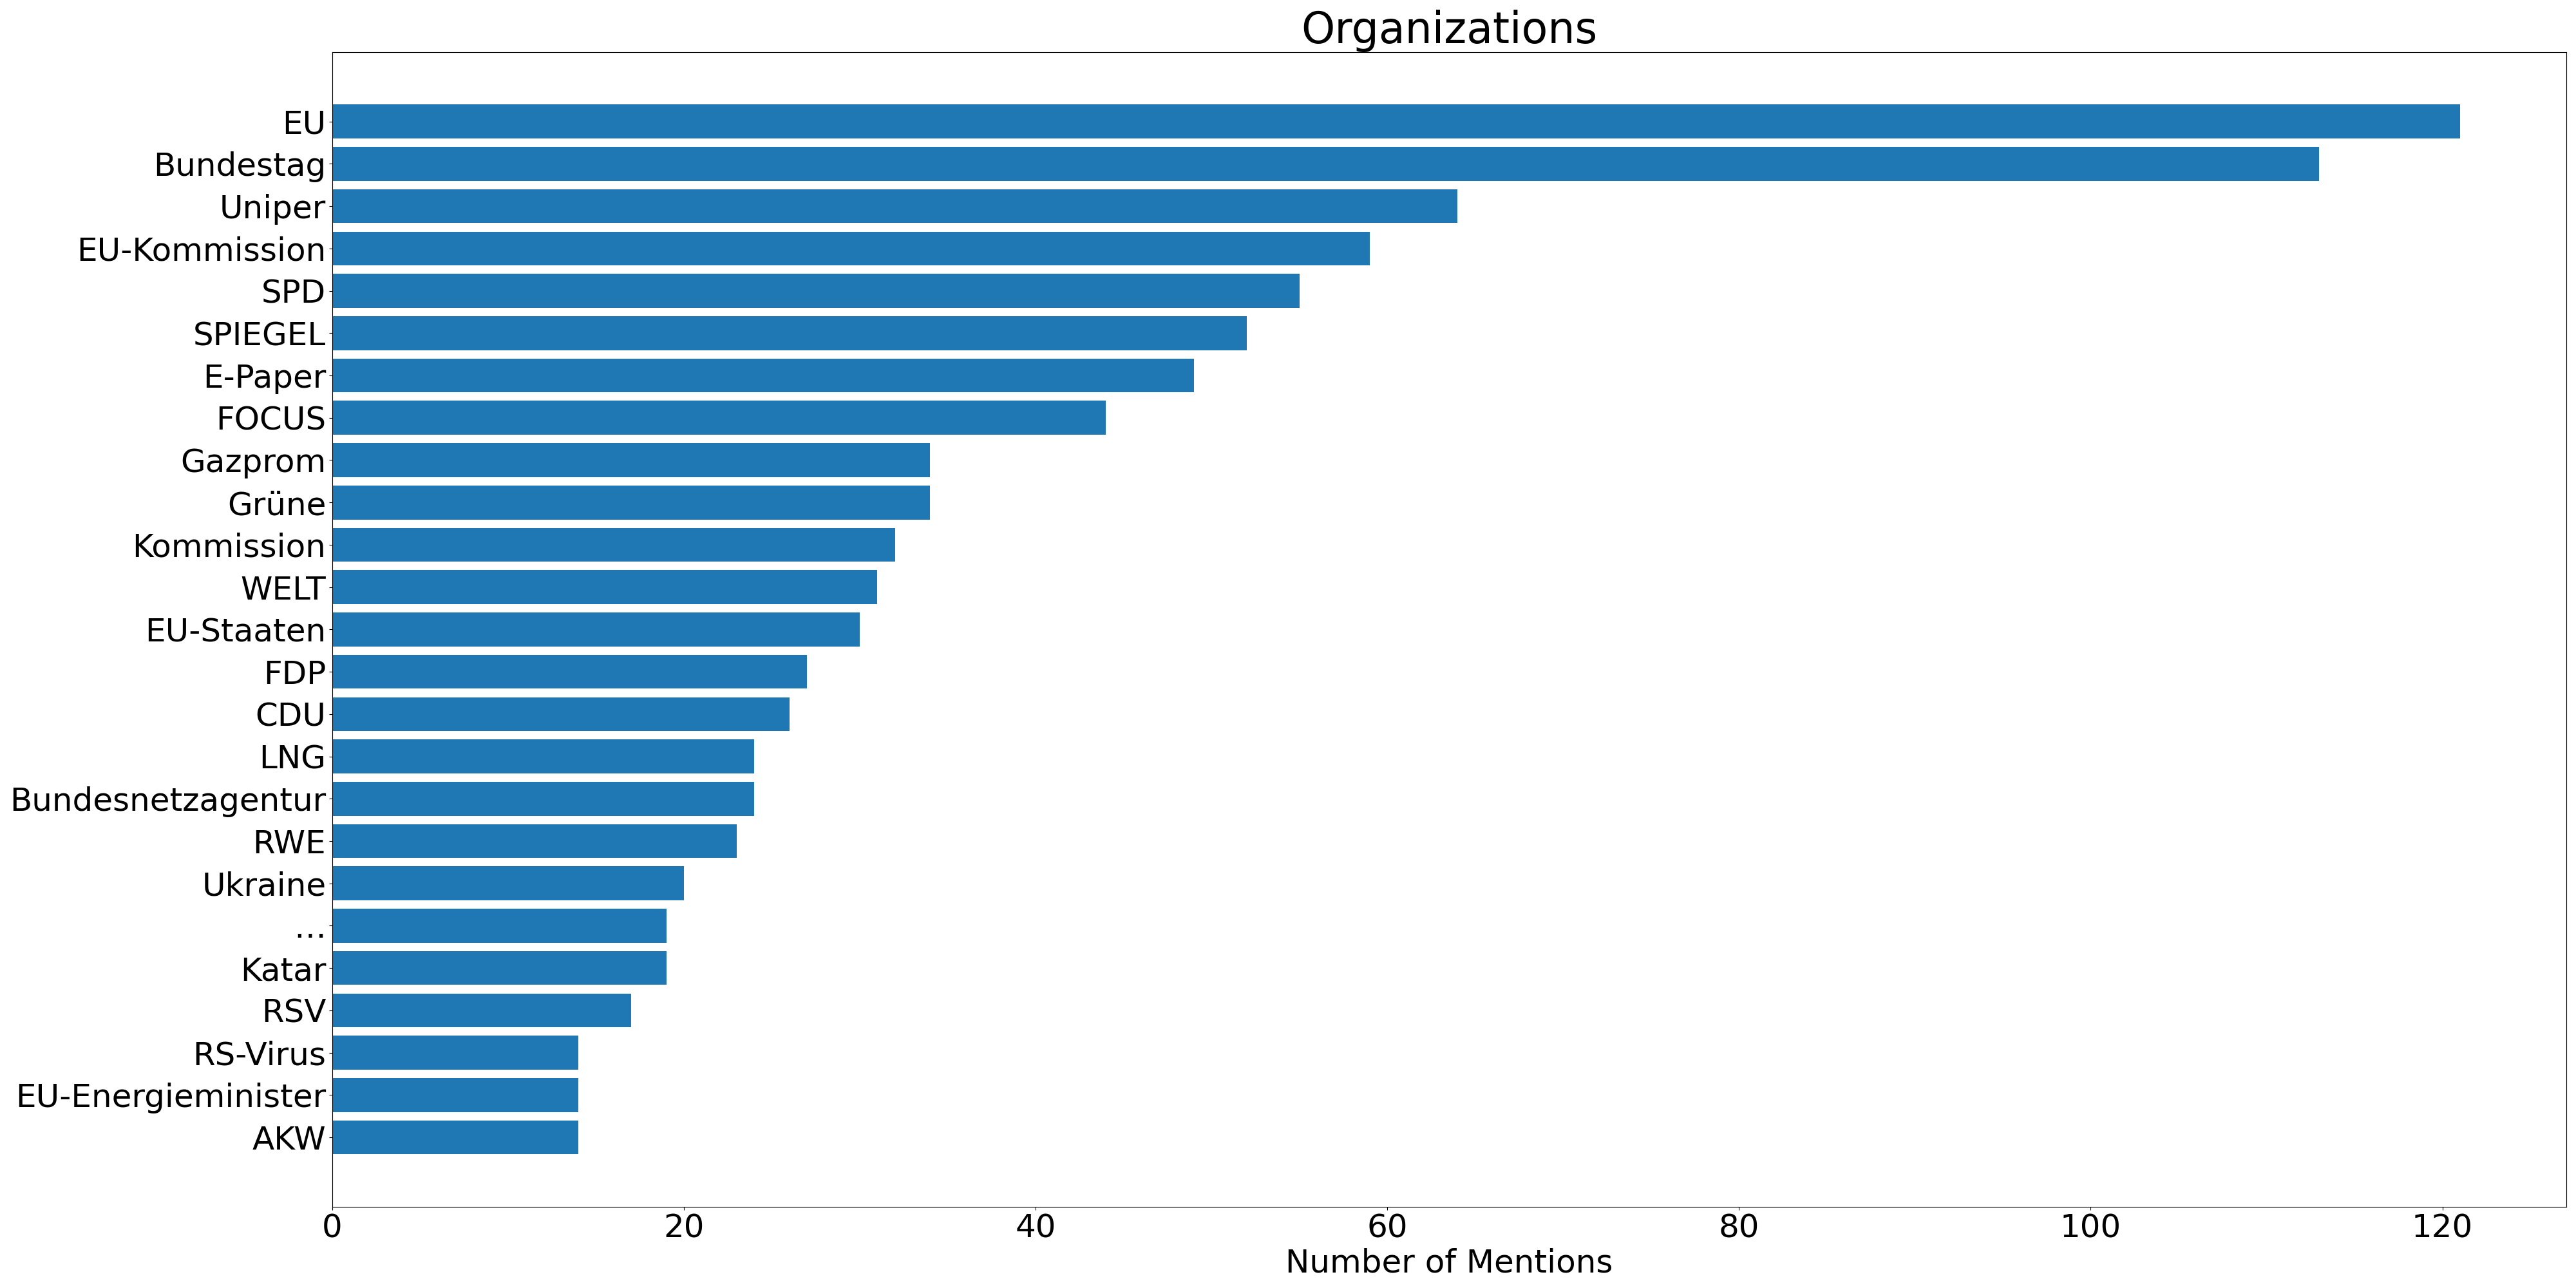 Organizations
EU
Bundestag
Uniper
EU-Kommission
SPD
SPIEGEL
E-Paper
FOCUS
Gazprom
Grüne
Kommission
WELT
EU-Staaten
FDP
CDU
LNG
Bundesnetzagentur
RWE
Ukraine
...
Katar
RSV
RS-Virus
EU-Energieminister
AKW
0 20 40 60 80 100 120
Number of Mentions